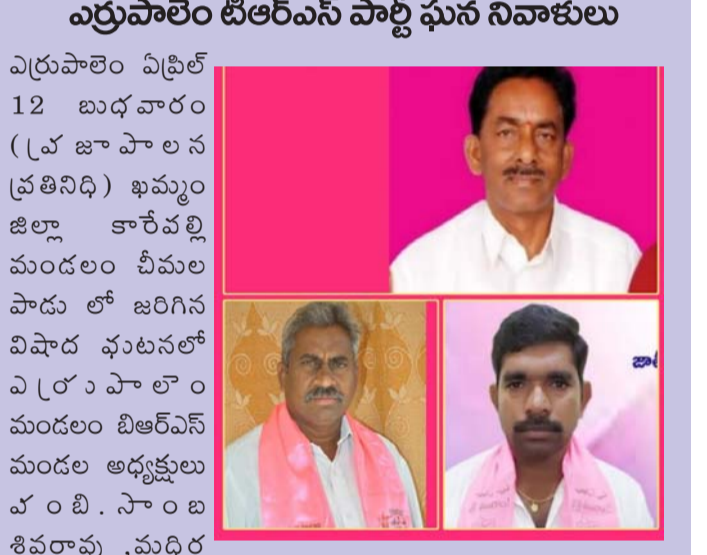 ఎర్రుపాలెం టీఆర్ఎస్ పార్టీ ఘన నివాళులు
ఎర్రుపాలెం ఏప్రిల్
12 బుధవారం
(ప్రజాపాలన
ప్రతినిధి) ఖమ్మం
జిల్లా కారేపల్లి
మండలం చీమల
పాడు లో జరిగిన
విషాద ఘటనలో
ఎర్రుపాలెం
మండలం బిఆర్ఎస్
మండల అధ్యక్షులు
పంబి. సాంబ
శివరావు ,మధిర